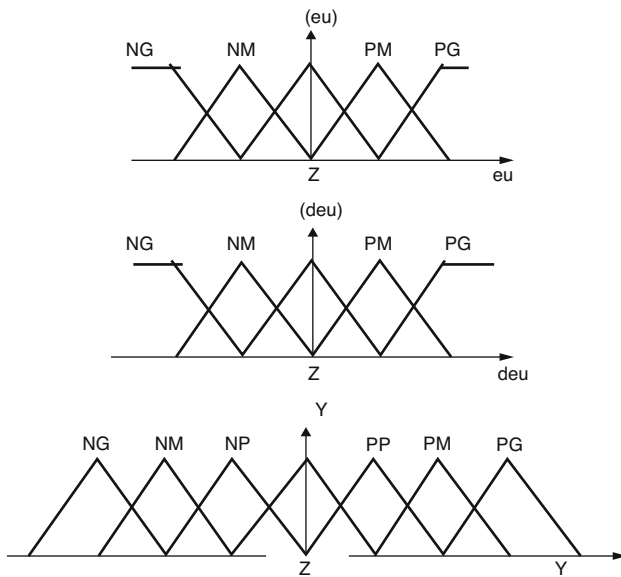 (eu)
NG NM PM PG
Z
eu
(deu)
NG NM PM PG
Z
deu
Y
NG NM NP PP PM PG
Z Y